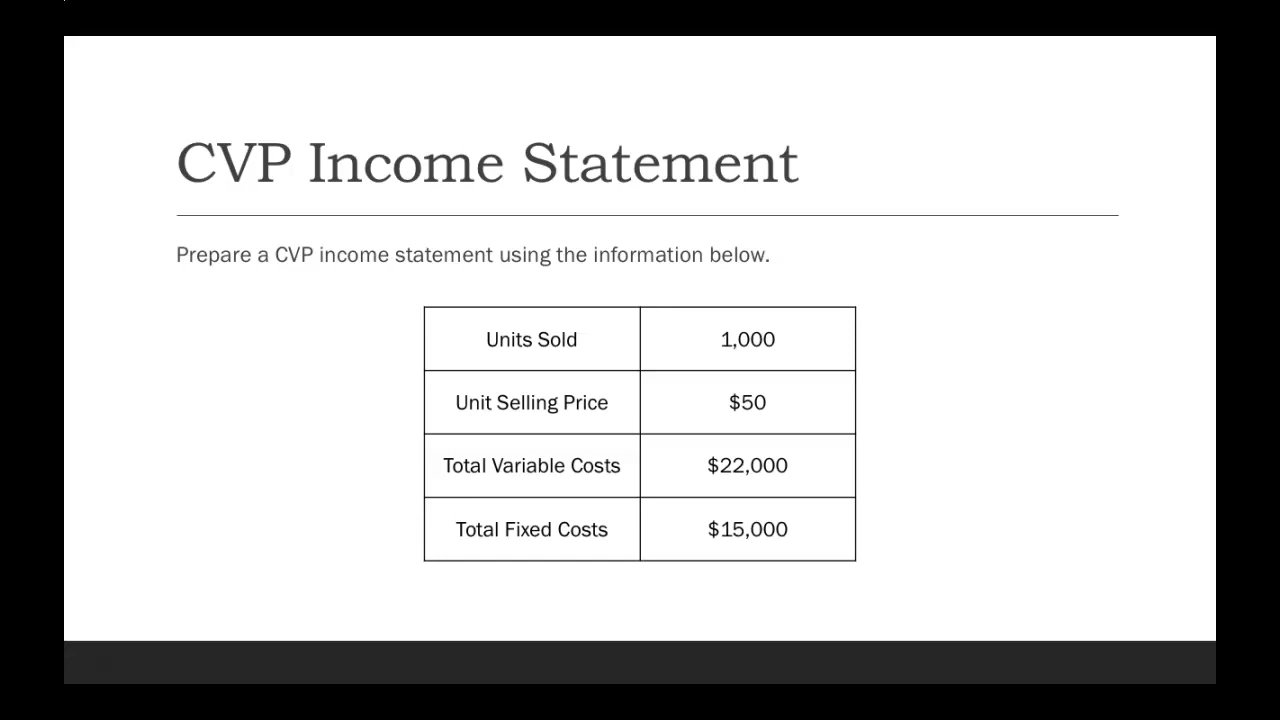 CVP Income Statement
Prepare a CVP income statement using the information below.
Units Sold 1,000
Unit Selling Price $50
Total Variable Costs $22,000
Total Fixed Costs $15,000